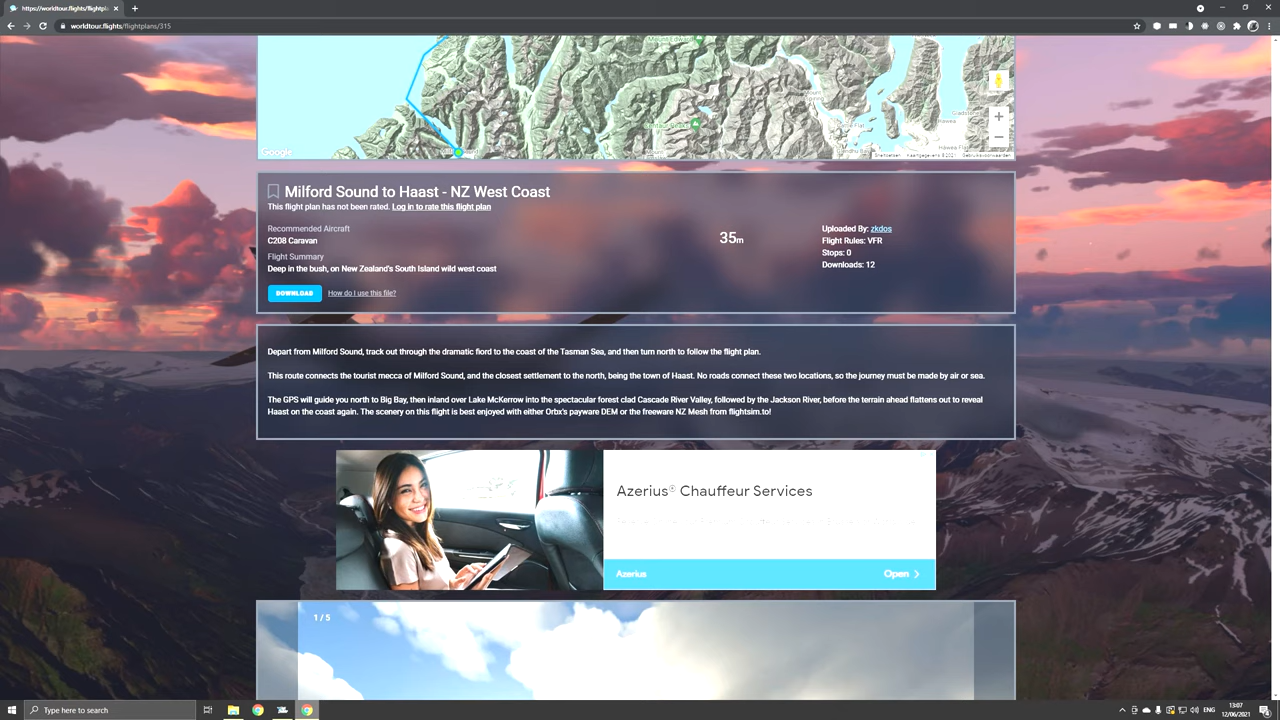 https://worldtour.flights/flightpl
worldtour.flights/flightplans/315
Google
Sneltoetsen Kaartgegevens ©2021 Gebruiksvoorwaarden
Milford Sound to Haast - NZ West Coast
This flight plan has not been rated. Log in to rate this flight plan
Recommended Aircraft
C208 Caravan
Flight Summary
Deep in the bush, on New Zealand's South Island wild west coast
35m
Uploaded By: zkdos
Flight Rules: VFR
Stops: 0
Downloads: 12
DOWNLOAD How do I use this file?
Depart from Milford Sound, track out through the dramatic fiord to the coast of the Tasman Sea, and then turn north to follow the flight plan.
This route connects the tourist mecca of Milford Sound, and the closest settlement to the north, being the town of Haast. No roads connect these two locations, so the journey must be made by air or sea.
The GPS will guide you north to Big Bay, then inland over Lake McKerrow into the spectacular forest clad Cascade River Valley, followed by the Jackson River, before the terrain ahead flattens out to reveal
Haast on the coast again. The scenery on this flight is best enjoyed with either Orbx's payware DEM or the freeware NZ Mesh from flightsim.to!
Azerius® Chauffeur Services
Azerius Open
1 / 5
Type here to search
ENG
13:07
12/06/2021